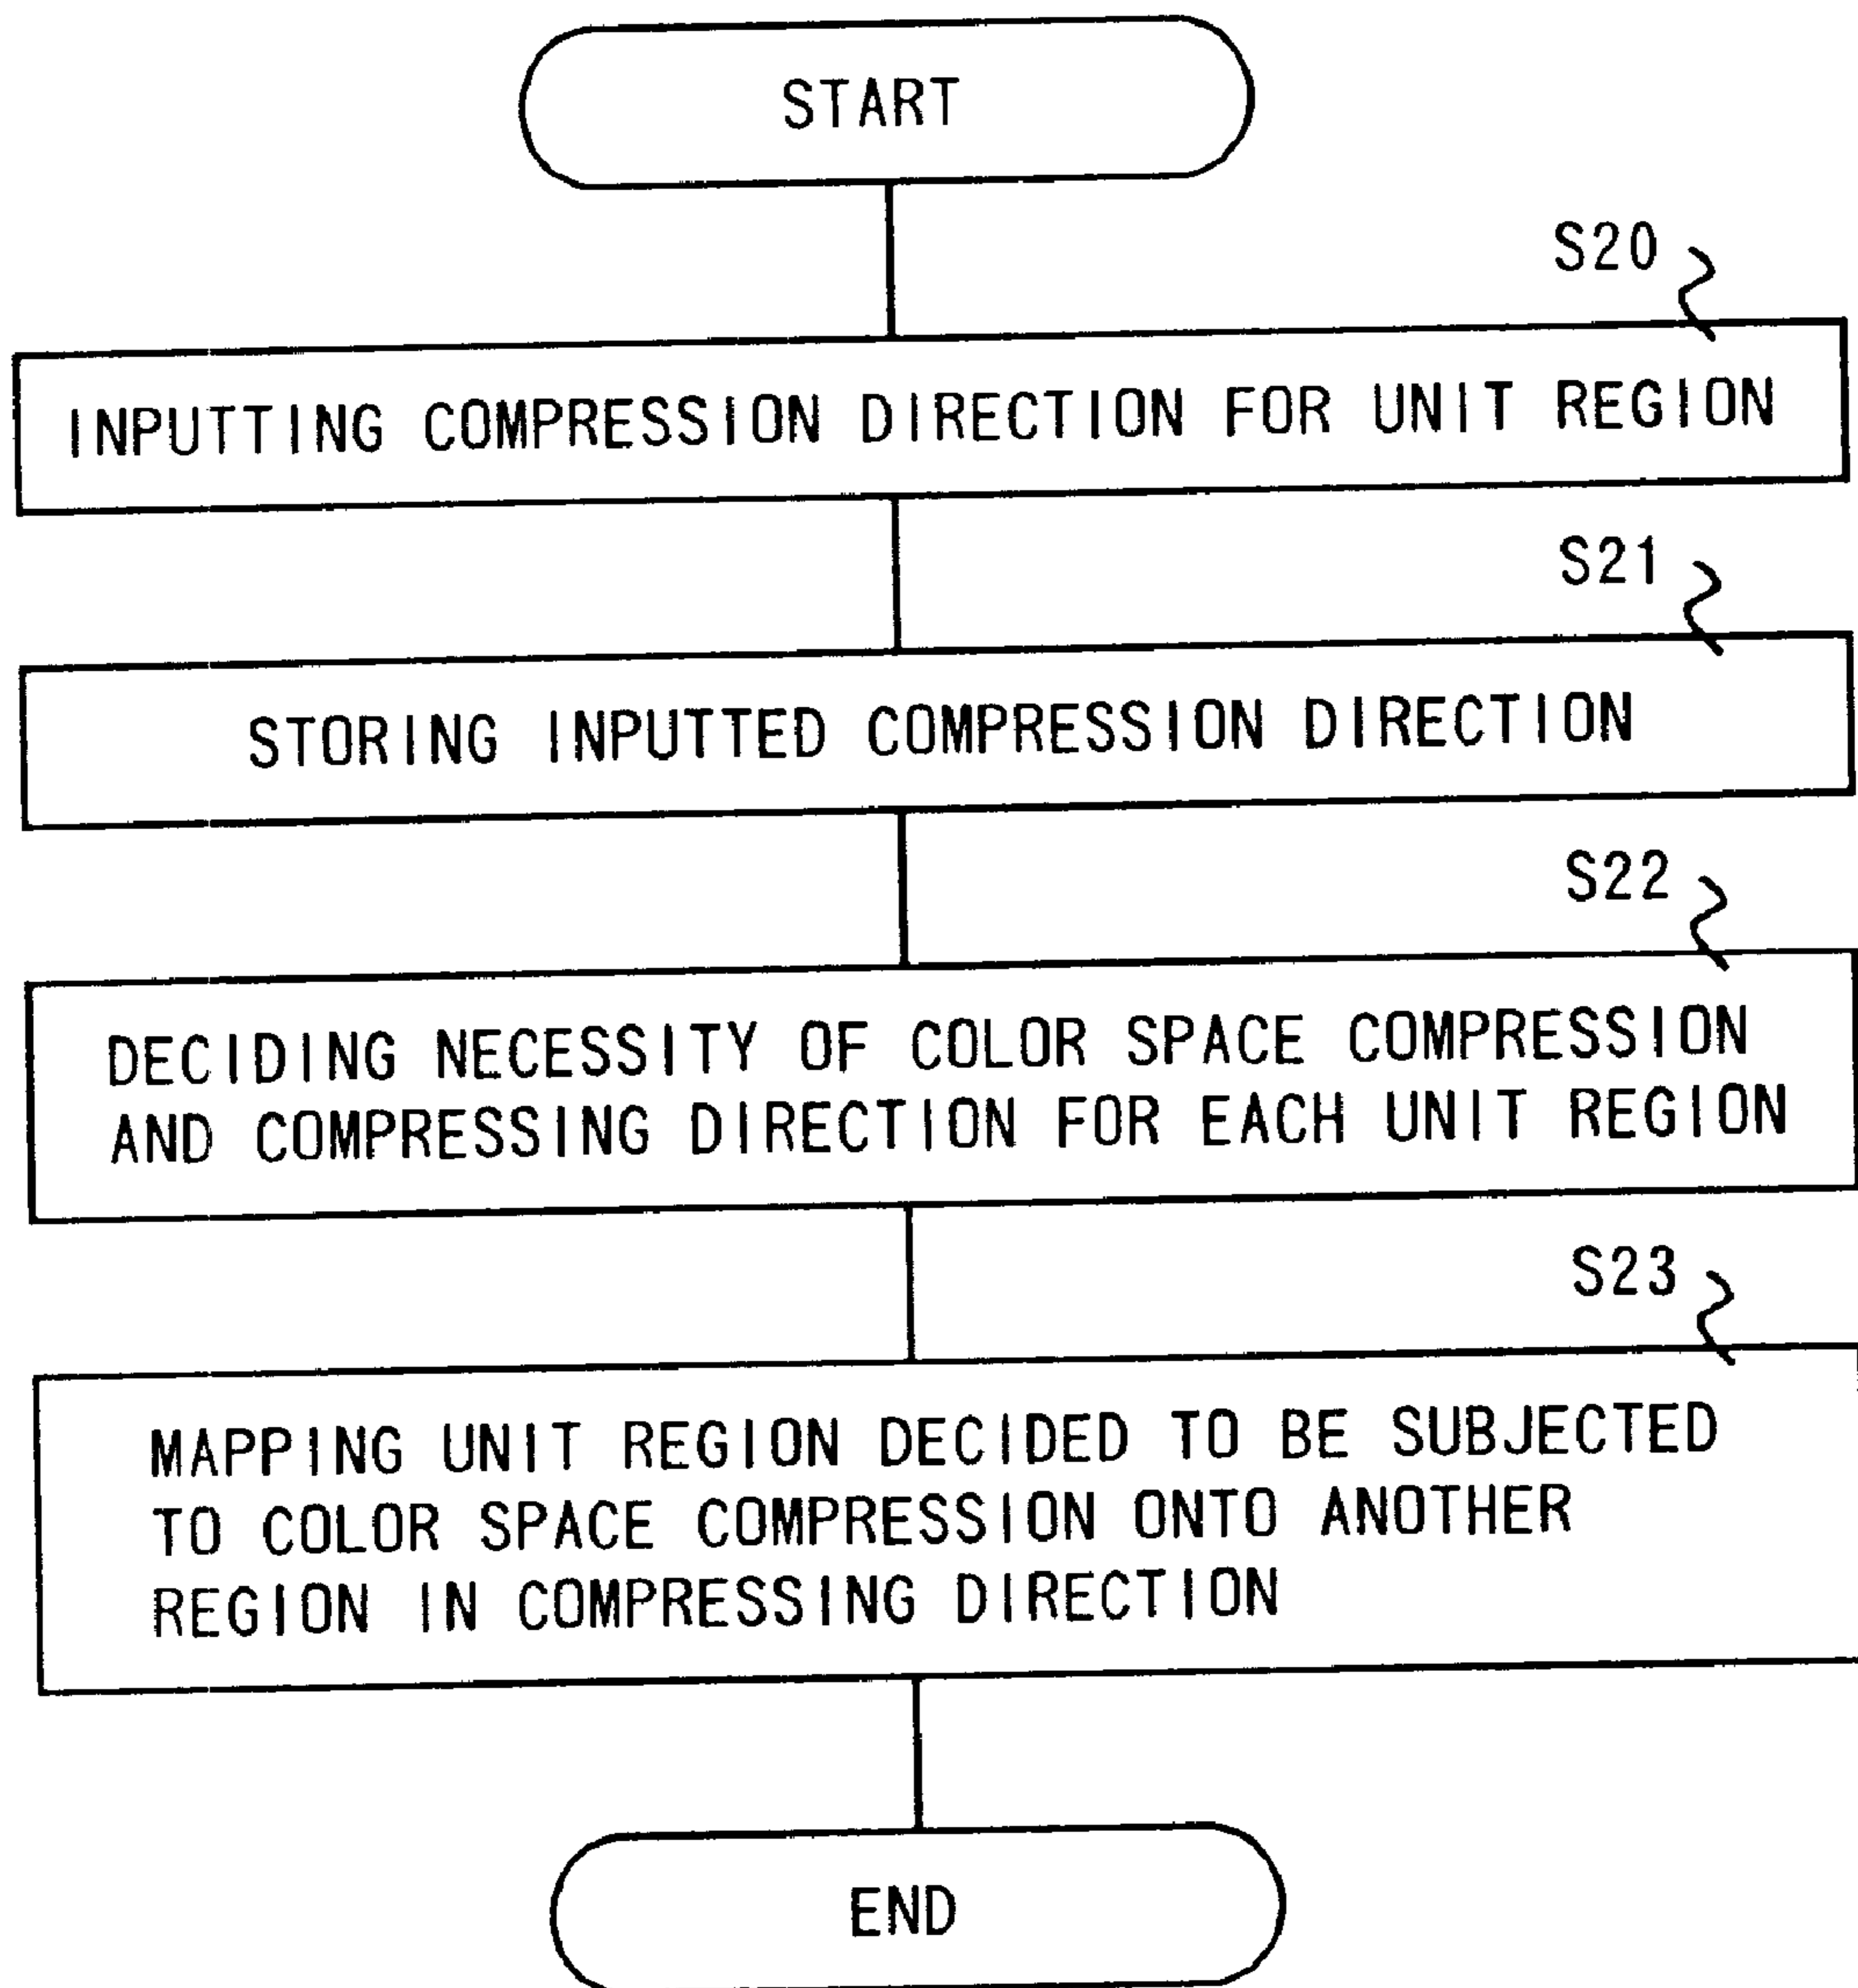 START
S20
INPUTTING COMPRESSION DIRECTION FOR UNIT REGION
S21
STORING INPUTTED COMPRESSION DIRECTION
S22
DECIDING NECESSITY OF COLOR SPACE COMPRESSION
AND COMPRESSING DIRECTION FOR EACH UNIT REGION
S23
MAPPING UNIT REGION DECIDED TO BE SUBJECTED
TO COLOR SPACE COMPRESSION ONTO ANOTHER
REGION IN COMPRESSING DIRECTION
END